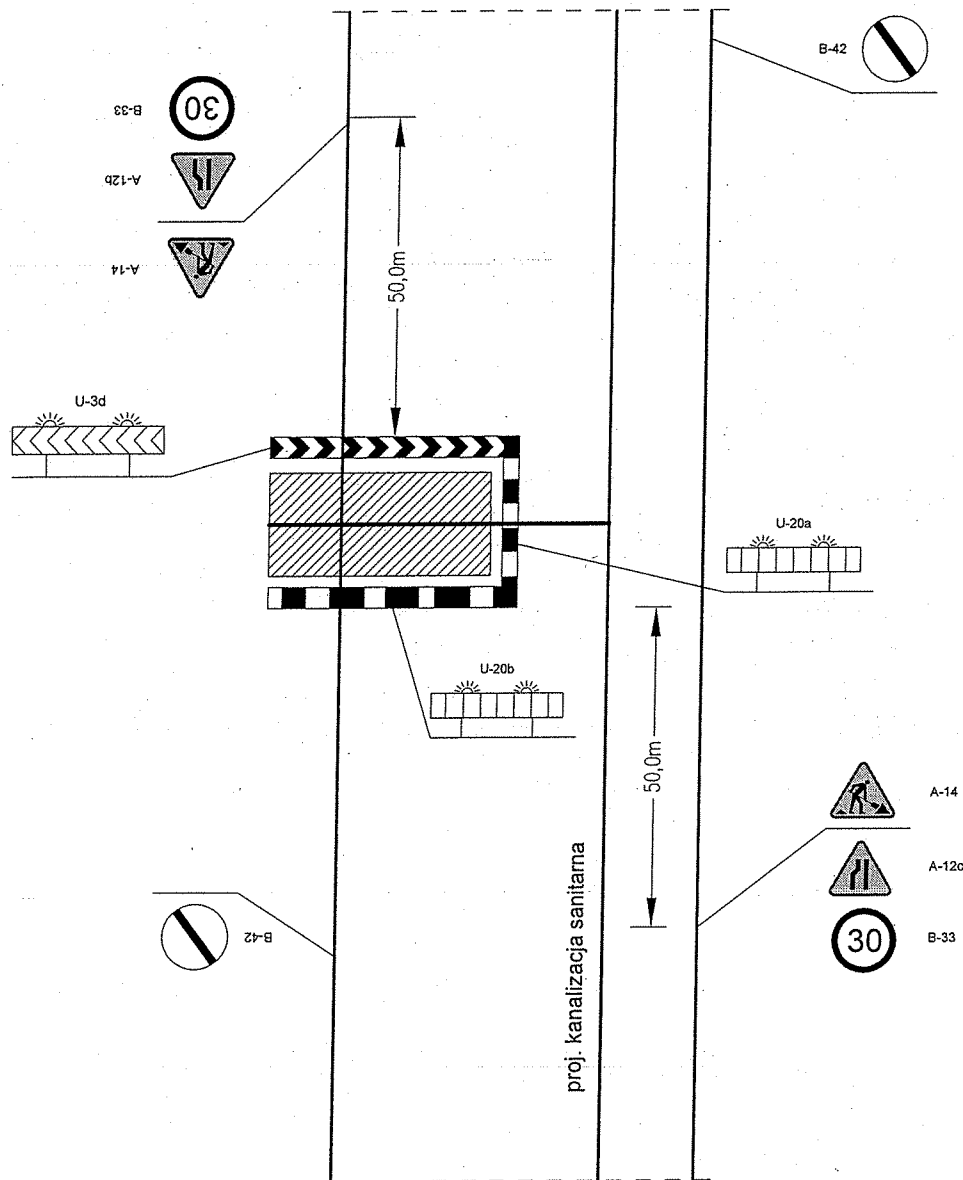 B-42
B-33
30
A-12b
A-14
50,0m
U-3d
U-20a
U-20b
50,0m
A-14
A-12c
B-33
30
B-42
proj. kanalizacja sanitarna